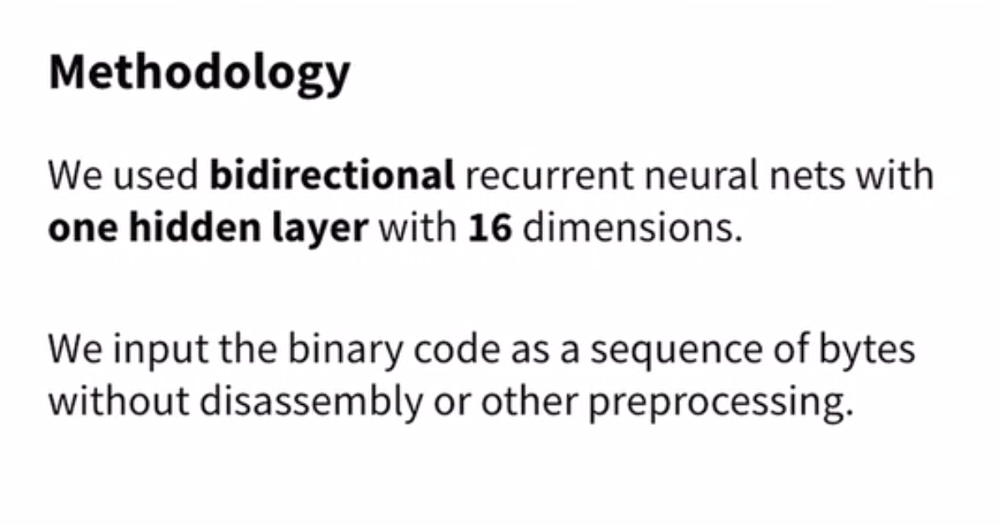 Methodology
We used bidirectional recurrent neural nets with
one hidden layer with 16 dimensions.
We input the binary code as a sequence of bytes
without disassembly or other preprocessing.